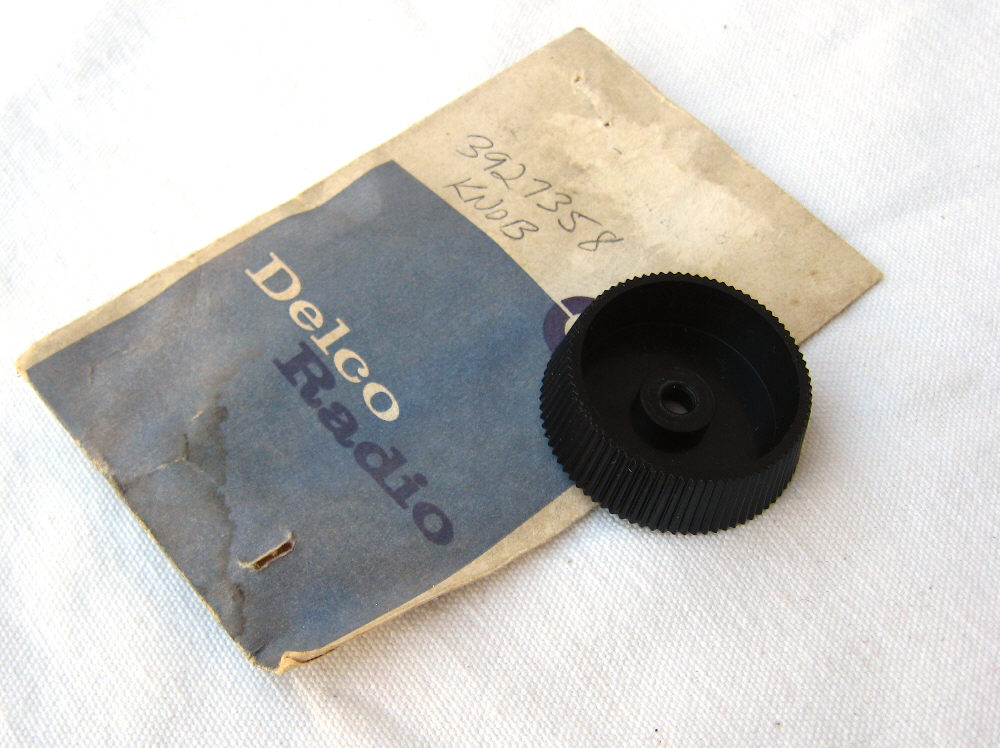 3927358
KNOB
Delco
Radio